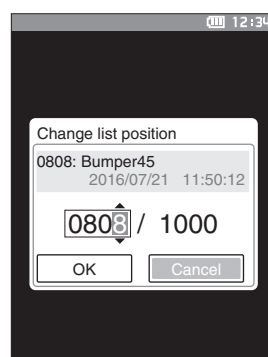 12:34
Change list position
0808: Bumper45
2016/07/21 11:50:12
0808 / 1000
OK Cancel